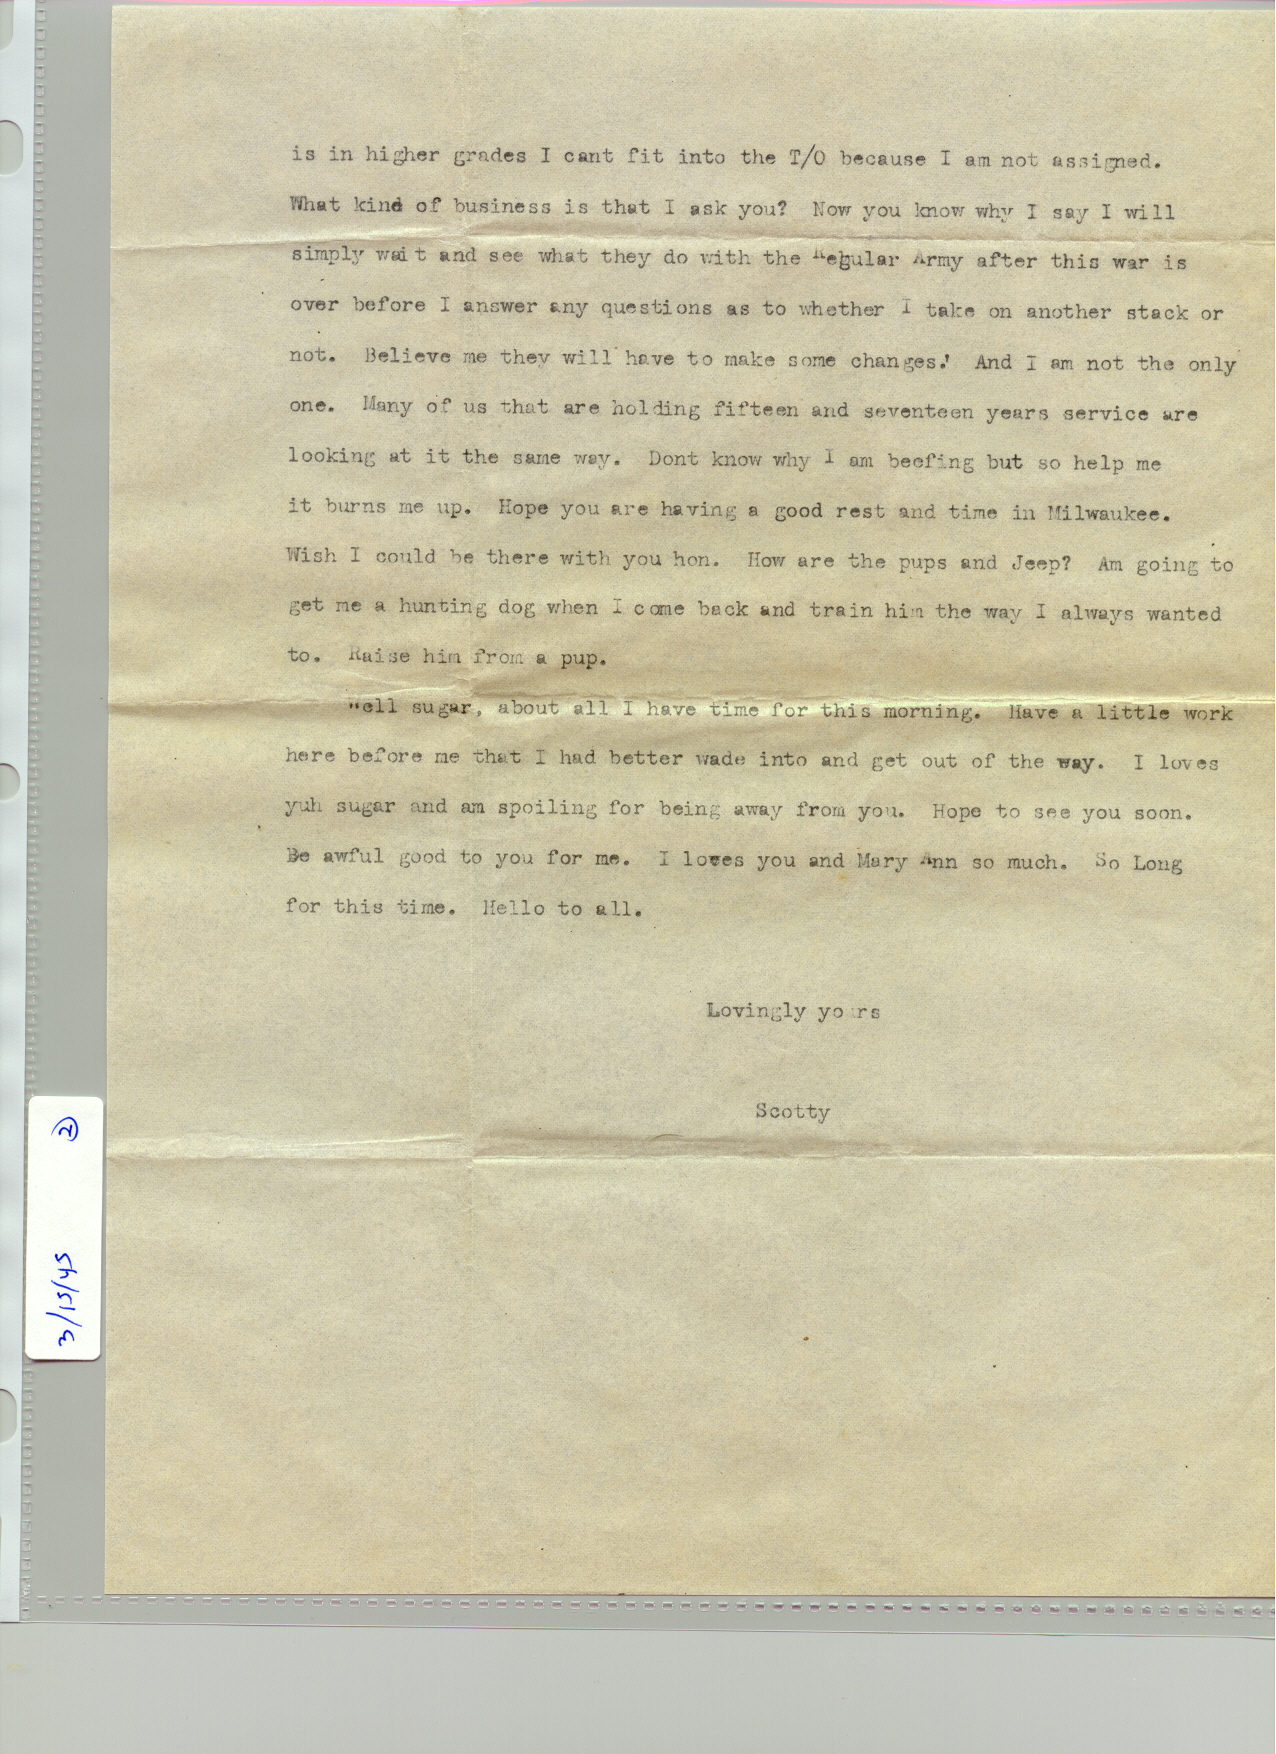 is in higher grades I cant fit into the T/O because I am not assigned.
What kind of business is that I ask you?  Now you know why I say I will
simply wait and see what they do with the Regular Army after this war is
over before I answer any questions as to whether I take on another stack or
not.  Believe me they will have to make some changes!  And I am not the only
one.  Many of us that are holding fifteen and seventeen years service are
looking at it the same way.  Dont know why I am beefing but so help me
it burns me up.  Hope you are having a good rest and time in Milwaukee.
Wish I could be there with you hon.  How are the pups and Jeep?  Am going to
get me a hunting dog when I come back and train him the way I always wanted
to.  Raise him from a pup.
Well sugar, about all I have time for this morning.  Have a little work
here before me that I had better wade into and get out of the way.  I loves
yuh sugar and am spoiling for being away from you.  Hope to see you soon.
Be awful good to you for me.  I loves you and Mary Ann so much.  So Long
for this time.  Hello to all.
Lovingly yours
Scotty
3/15/45 ②